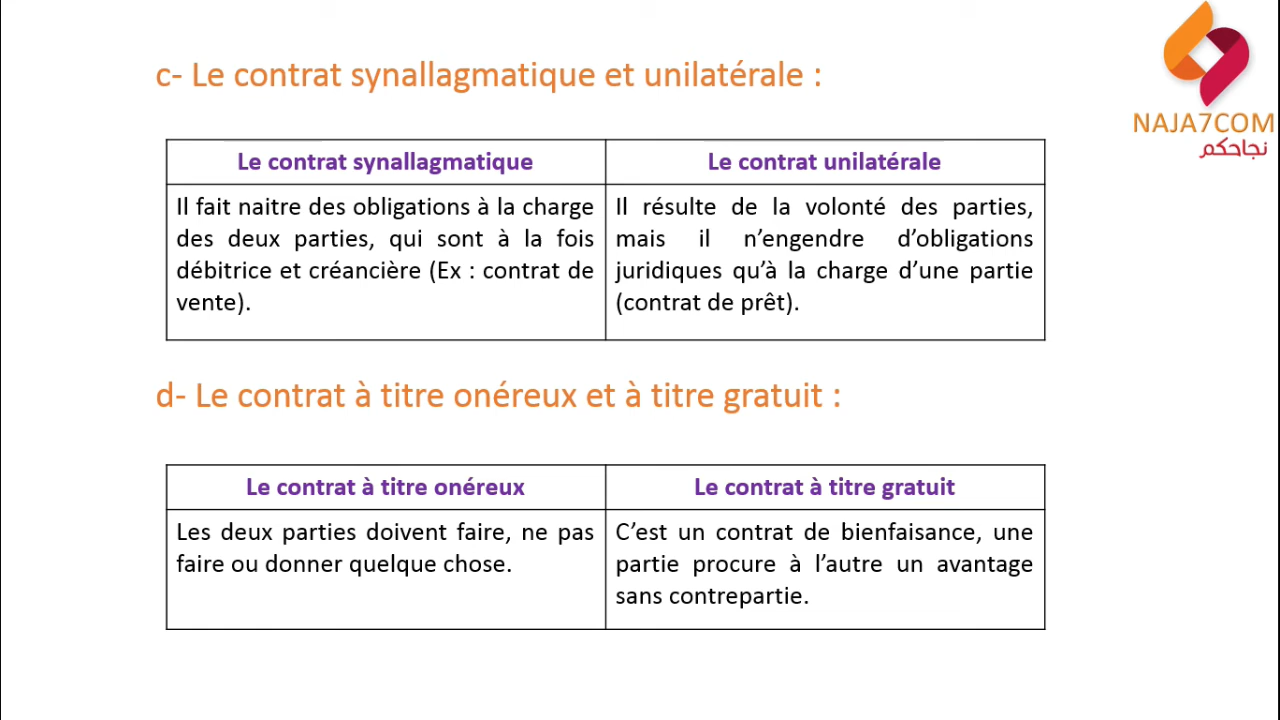 c- Le contrat synallagmatique et unilatérale :
NAJA7COM
نجاحكم
Le contrat synallagmatique
Le contrat unilatérale
Il fait naitre des obligations à la charge
des deux parties, qui sont à la fois
débitrice et créancière (Ex : contrat de
vente).
Il résulte de la volonté des parties,
mais il n’engendre d’obligations
juridiques qu’à la charge d’une partie
(contrat de prêt).
d- Le contrat à titre onéreux et à titre gratuit :
Le contrat à titre onéreux
Le contrat à titre gratuit
Les deux parties doivent faire, ne pas
faire ou donner quelque chose.
C’est un contrat de bienfaisance, une
partie procure à l’autre un avantage
sans contrepartie.